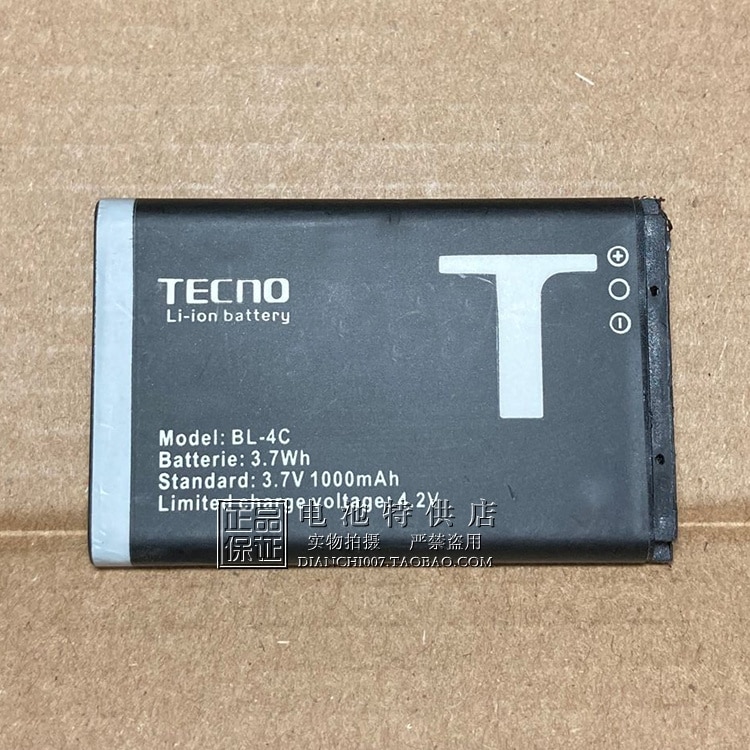 TECNO
Li-ion battery
T
Model: BL-4C
Batterie: 3.7Wh
Standard: 3.7V 1000mAh
Limited charge voltage: 4.2V
正品保证
电池特供店
实物拍摄 严禁盗用
DIANCHI007.TAOBAO.COM